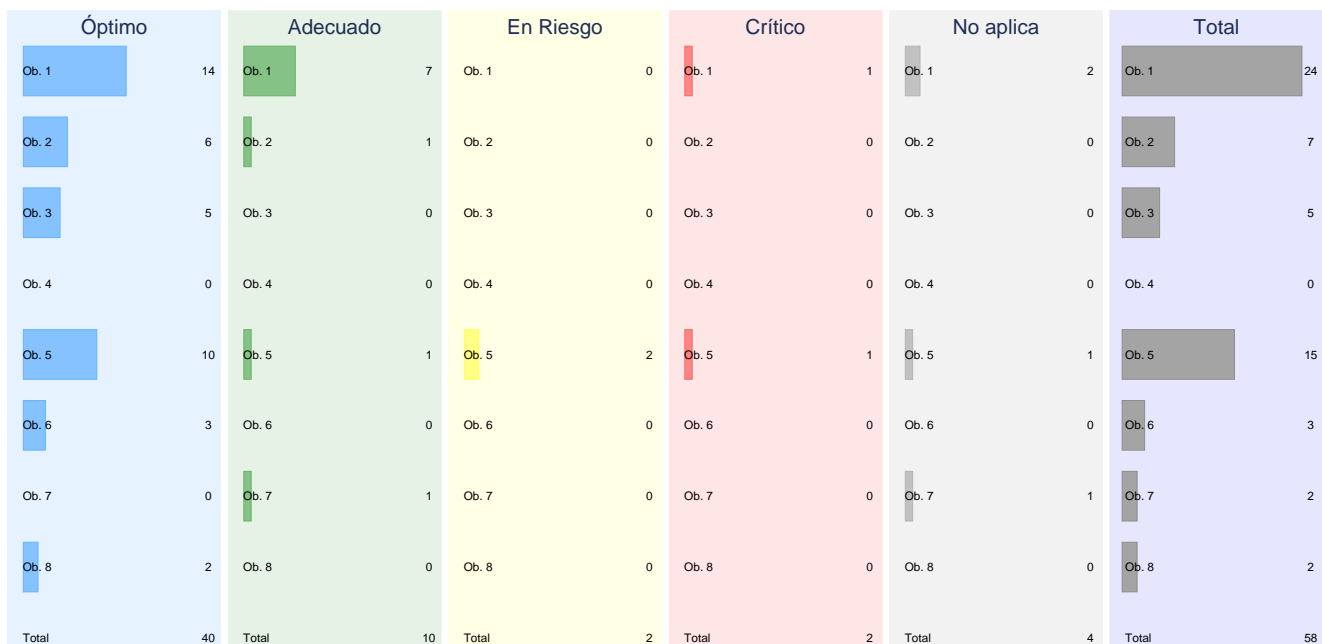 Óptimo Adecuado En Riesgo Crítico No aplica Total
Ob. 1 14 Ob. 1 7 Ob. 1 0 Ob. 1 1 Ob. 1 2 Ob. 1 24
Ob. 2 6 Ob. 2 1 Ob. 2 0 Ob. 2 0 Ob. 2 0 Ob. 2 7
Ob. 3 5 Ob. 3 0 Ob. 3 0 Ob. 3 0 Ob. 3 0 Ob. 3 5
Ob. 4 0 Ob. 4 0 Ob. 4 0 Ob. 4 0 Ob. 4 0 Ob. 4 0
Ob. 5 10 Ob. 5 1 Ob. 5 2 Ob. 5 1 Ob. 5 1 Ob. 5 15
Ob. 6 3 Ob. 6 0 Ob. 6 0 Ob. 6 0 Ob. 6 0 Ob. 6 3
Ob. 7 0 Ob. 7 1 Ob. 7 0 Ob. 7 0 Ob. 7 1 Ob. 7 2
Ob. 8 2 Ob. 8 0 Ob. 8 0 Ob. 8 0 Ob. 8 0 Ob. 8 2
Total 40 Total 10 Total 2 Total 2 Total 4 Total 58